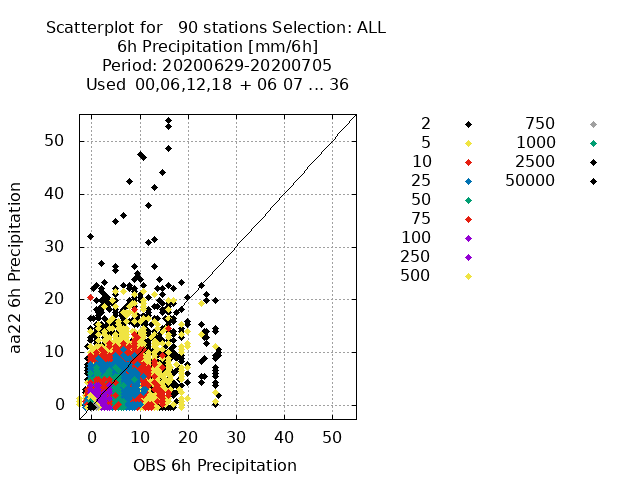 Scatterplot for   90 stations Selection: ALL
6h Precipitation [mm/6h]
Period: 20200629-20200705
Used  00,06,12,18 + 06 07 ... 36
2
5
10
25
50
75
100
250
500
750
1000
2500
50000
aa22 6h Precipitation
50
40
30
20
10
0
0 10 20 30 40 50
OBS 6h Precipitation